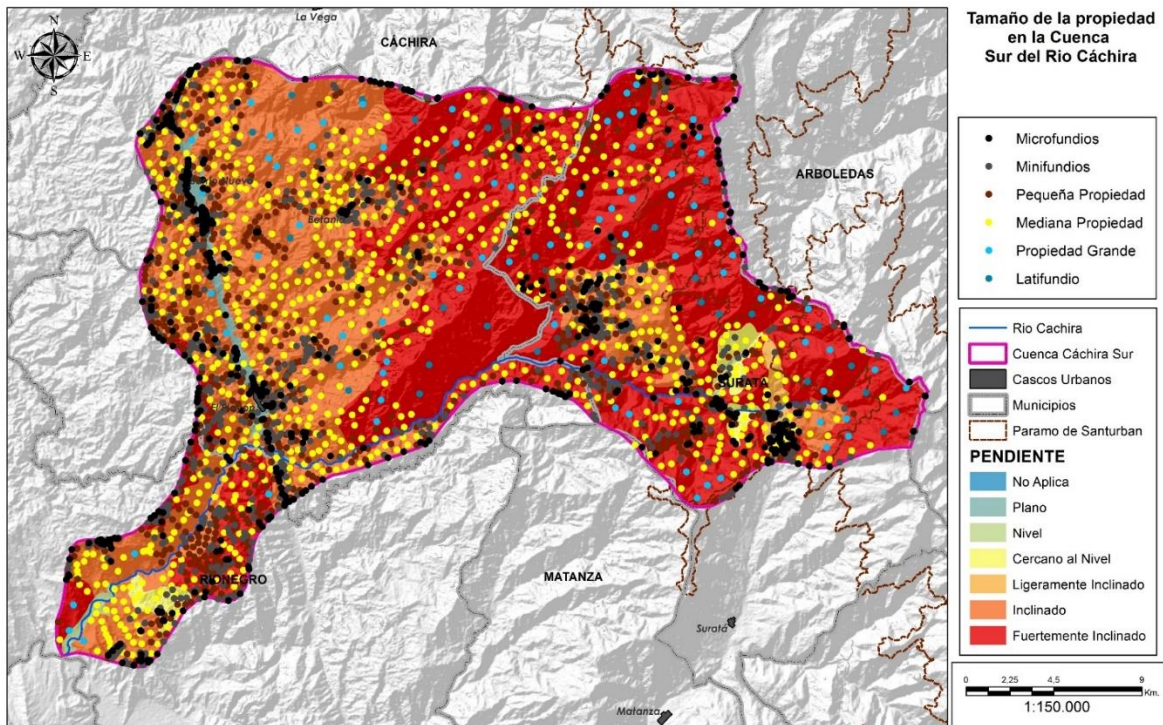 Tamaño de la propiedad
en la Cuenca
Sur del Rio Cáchira
N
W
E
S
La Vega
CÁCHIRA
ARBOLEDAS
Betania
SURATÁ
RIONEGRO
MATANZA
Suratá
Matanza
Microfundios
Minifundios
Pequeña Propiedad
Mediana Propiedad
Propiedad Grande
Latifundio
Rio Cachira
Cuenca Cáchira Sur
Cascos Urbanos
Municipios
Paramo de Santurban
PENDIENTE
No Aplica
Plano
Nivel
Cercano al Nivel
Ligeramente Inclinado
Inclinado
Fuertemente Inclinado
0 2,25 4,5 9
Km.
1:150.000